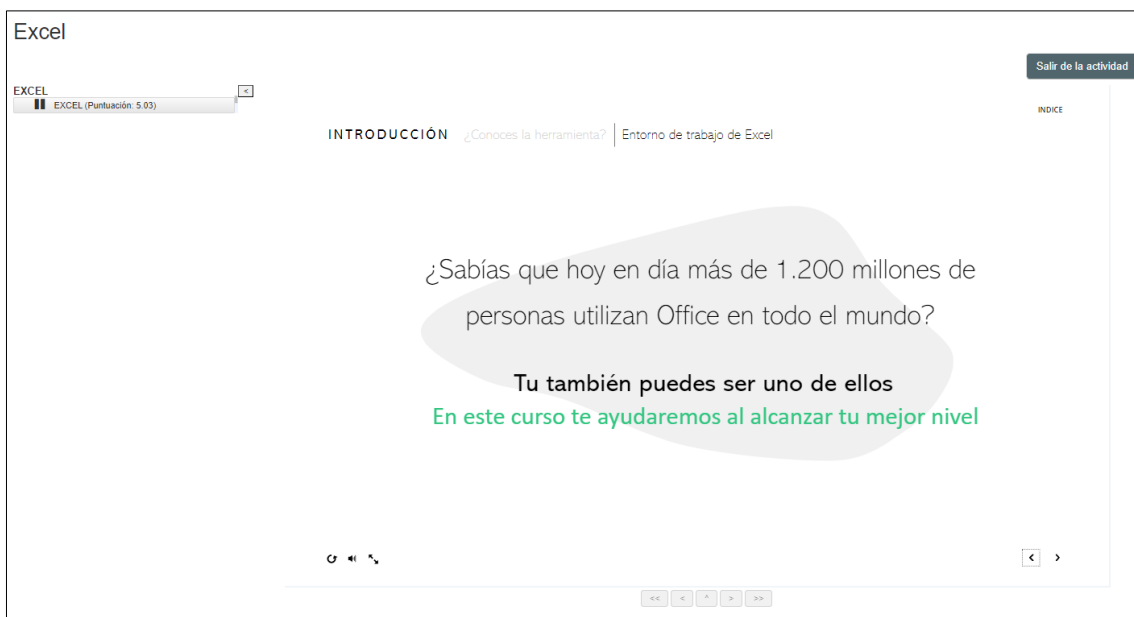 Excel
Salir de la actividad
EXCEL
<
EXCEL (Puntuación: 5.03)
INDICE
INTRODUCCIÓN ¿Conoces la herramienta? Entorno de trabajo de Excel
¿Sabías que hoy en día más de 1.200 millones de
personas utilizan Office en todo el mundo?
Tu también puedes ser uno de ellos
En este curso te ayudaremos al alcanzar tu mejor nivel
< >
<< < ^ > >>